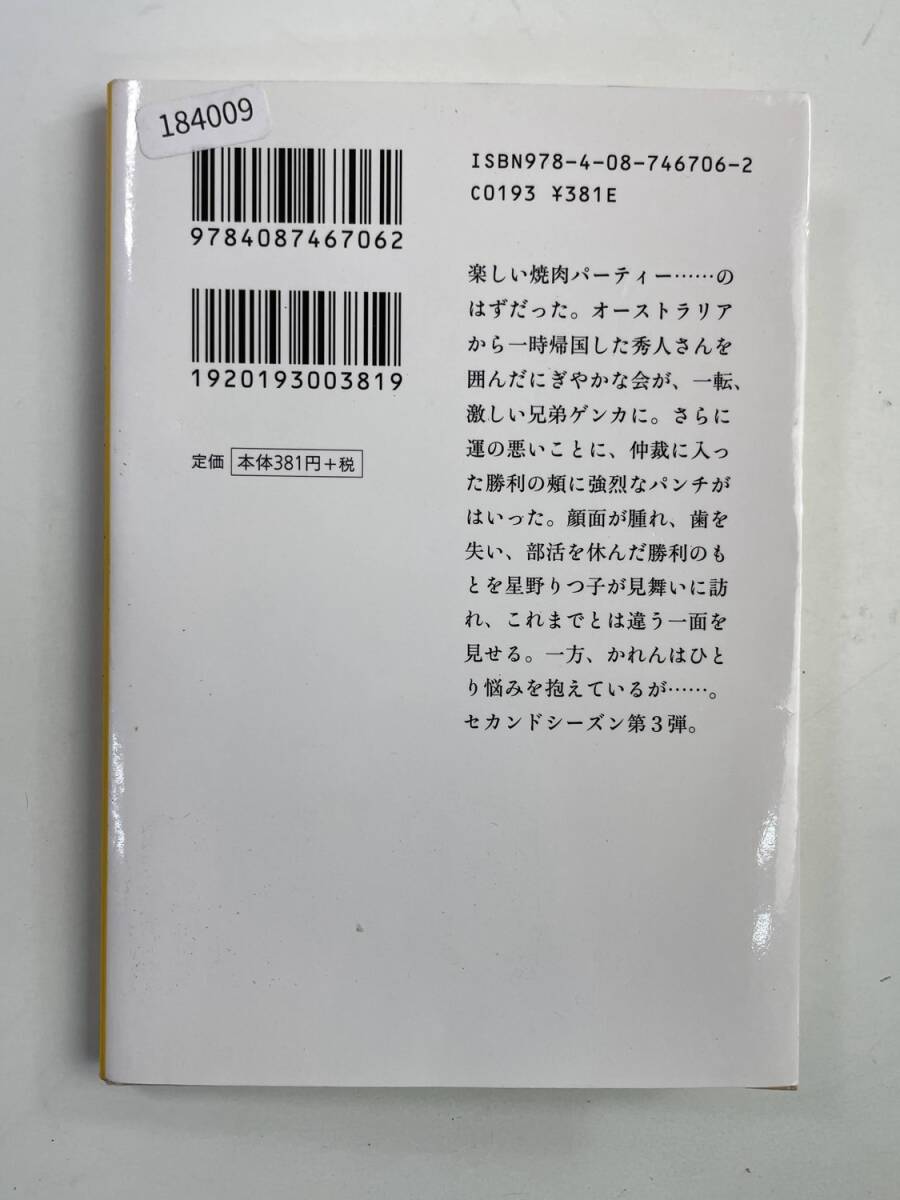 184009
9784087467062
1920193003819
定価 本体381円+税
ISBN978-4-08-746706-2
C0193 ¥381E
楽しい焼肉パーティー……の
はずだった。オーストラリア
から一時帰国した秀人さんを
囲んだにぎやかな会が、一転、
激しい兄弟ゲンカに。さらに
運の悪いことに、仲裁に入っ
た勝利の頰に強烈なパンチが
はいった。顔面が腫れ、歯を
失い、部活を休んだ勝利のも
とを星野りつ子が見舞いに訪
れ、これまでとは違う一面を
見せる。一方、かれんはひと
り悩みを抱えているが……。
セカンドシーズン第3弾。